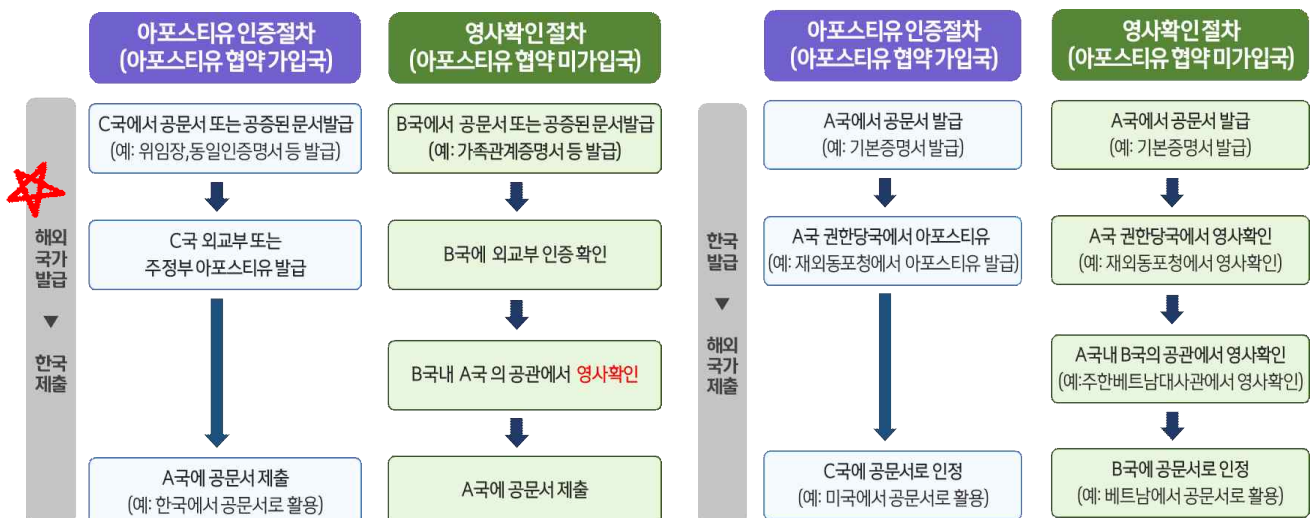 아포스티유 인증절차
(아포스티유 협약 가입국)
영사확인 절차
(아포스티유 협약 미가입국)
해외
국가
발급
▼
한국
제출
C국에서 공문서 또는 공증된 문서발급
(예: 위임장,동일인증명서 등 발급)
C국 외교부 또는
주정부 아포스티유 발급
A국에 공문서 제출
(예: 한국에서 공문서로 활용)
B국에서 공문서 또는 공증된 문서발급
(예: 가족관계증명서 등 발급)
B국에 외교부 인증 확인
B국내 A국 의 공관에서 영사확인
A국에 공문서 제출
아포스티유 인증절차
(아포스티유 협약 가입국)
영사확인 절차
(아포스티유 협약 미가입국)
한국
발급
▼
해외
국가
제출
A국에서 공문서 발급
(예: 기본증명서 발급)
A국 권한당국에서 아포스티유
(예: 재외동포청에서 아포스티유 발급)
C국에 공문서로 인정
(예: 미국에서 공문서로 활용)
A국에서 공문서 발급
(예: 기본증명서 발급)
A국 권한당국에서 영사확인
(예: 재외동포청에서 영사확인)
A국내 B국의 공관에서 영사확인
(예:주한베트남대사관에서 영사확인)
B국에 공문서로 인정
(예: 베트남에서 공문서로 활용)